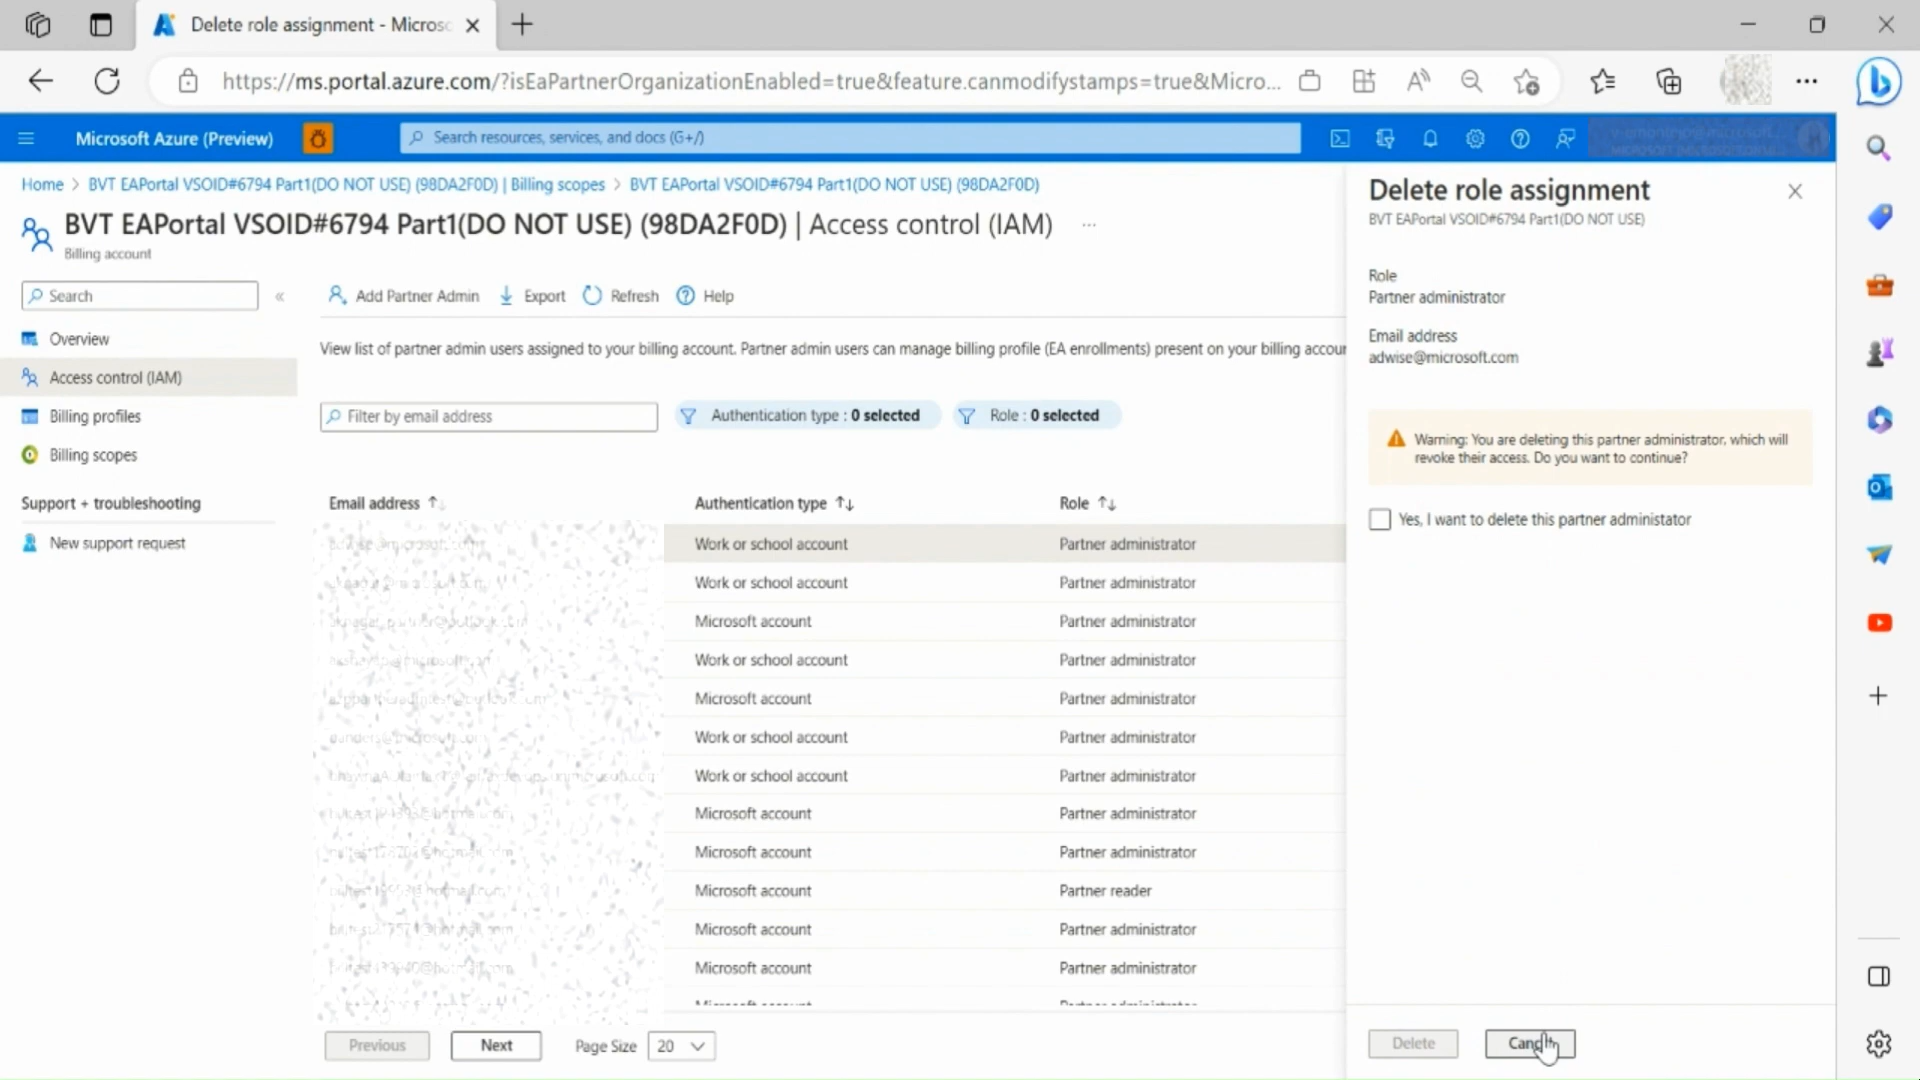 Delete role assignment - Micros
https://ms.portal.azure.com/?isEaPartnerOrganizationEnabled=true&feature.canmodifystamps=true&Micro...
Microsoft Azure (Preview)
Search resources, services, and docs (G+/)
Home > BVT EAPortal VSOID#6794 Part1(DO NOT USE) (98DA2F0D) | Billing scopes > BVT EAPortal VSOID#6794 Part1(DO NOT USE) (98DA2F0D)
BVT EAPortal VSOID#6794 Part1(DO NOT USE) (98DA2F0D) | Access control (IAM) ...
Billing account
Search «
Overview
Access control (IAM)
Billing profiles
Billing scopes
Support + troubleshooting
New support request
Add Partner Admin Export Refresh Help
View list of partner admin users assigned to your billing account. Partner admin users can manage billing profile (EA enrollments) present on your billing accour
Filter by email address
Authentication type : 0 selected
Role : 0 selected
Email address ↑↓ Authentication type ↑↓ Role ↑↓
Work or school account Partner administrator
Work or school account Partner administrator
Microsoft account Partner administrator
Work or school account Partner administrator
Microsoft account Partner administrator
Work or school account Partner administrator
Work or school account Partner administrator
Microsoft account Partner administrator
Microsoft account Partner administrator
Microsoft account Partner reader
Microsoft account Partner administrator
Microsoft account Partner administrator
Microsoft account Partner administrator
Previous Next Page Size 20
Delete role assignment
BVT EAPortal VSOID#6794 Part1(DO NOT USE)
Role
Partner administrator
Email address
adwise@microsoft.com
Warning: You are deleting this partner administrator, which will
revoke their access. Do you want to continue?
Yes, I want to delete this partner administator
Delete Cancel